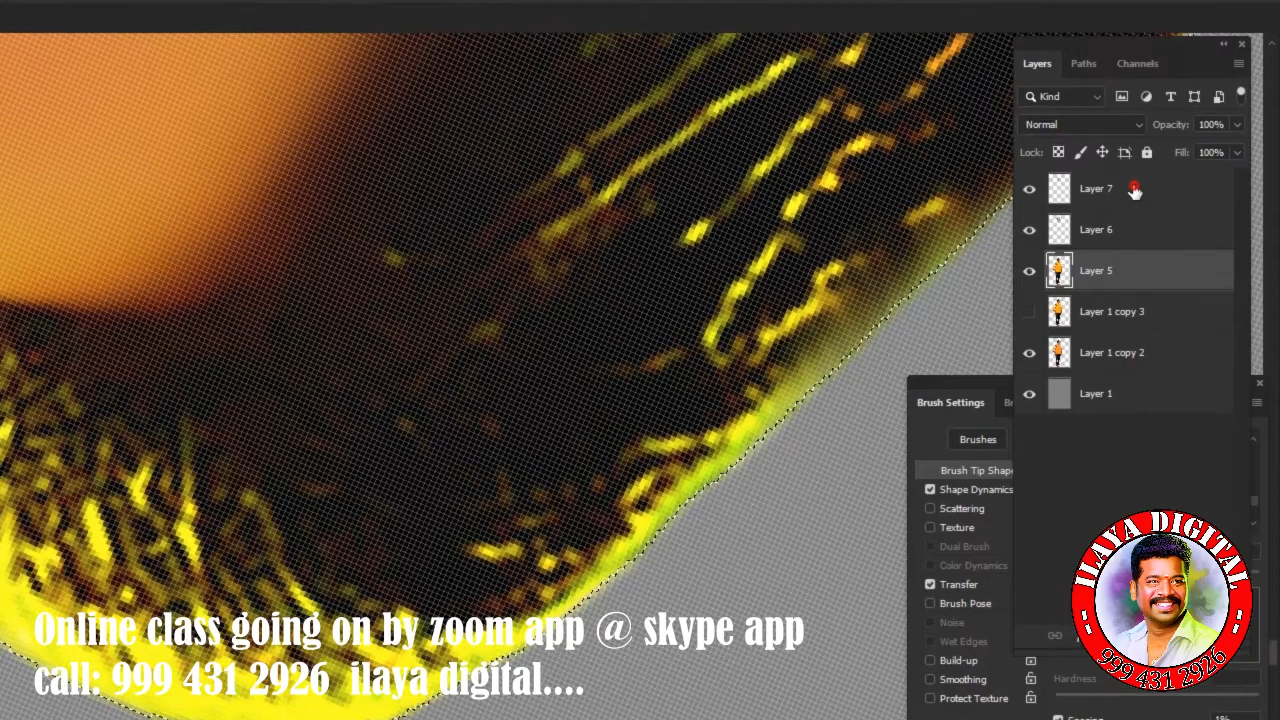 Layers
Paths
Channels
Kind
Normal
Opacity: 100%
Lock:
Fill: 100%
Layer 7
Layer 6
Layer 5
Layer 1 copy 3
Layer 1 copy 2
Layer 1
Brush Settings
Brushes
Brush Tip Shape
Shape Dynamics
Scattering
Texture
Dual Brush
Color Dynamics
Transfer
Brush Pose
Noise
Wet Edges
Build-up
Smoothing
Protect Texture
Hardness
Spacing
1%
Online class going on by zoom app @ skype app
call: 999 431 2926 ilaya digital....
ILAYA DIGITAL
999 431 2926